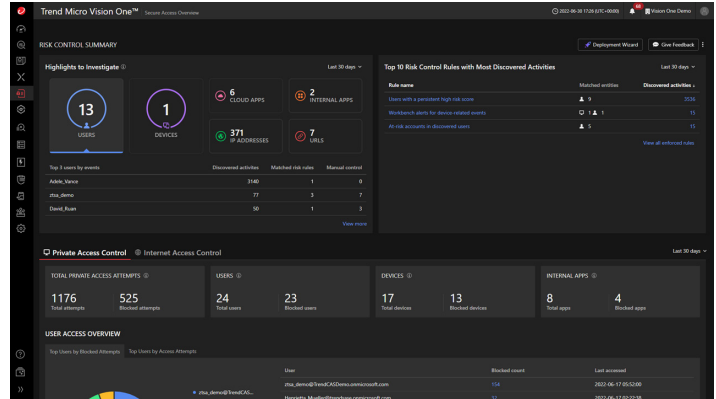 Trend Micro Vision One™ Secure Access Overview
2022-06-30 17:26 (UTC+00:00)
Vision One Demo
RISK CONTROL SUMMARY
Deployment Wizard
Give Feedback
Highlights to Investigate
Last 30 days
13
USERS
1
DEVICES
6
CLOUD APPS
2
INTERNAL APPS
371
IP ADDRESSES
7
URLS
Top 3 users by events Discovered activities Matched risk rules Manual control
Adele_Vance 3140 1 0
ztsa_demo 77 3 7
David_Ruan 50 1 3
View more
Top 10 Risk Control Rules with Most Discovered Activities
Last 30 days
Rule name Matched entities Discovered activities
Users with a persistent high risk score 9 3536
Workbench alerts for device related events 1 1 15
At-risk accounts in discovered users 5 15
View all enforced rules
Private Access Control Internet Access Control
Last 30 days
TOTAL PRIVATE ACCESS ATTEMPTS
1176 525
Total attempts Blocked attempts
USERS
24 23
Total users Blocked users
DEVICES
17 13
Total devices Blocked devices
INTERNAL APPS
8 4
Total apps Blocked apps
USER ACCESS OVERVIEW
Top Users by Blocked Attempts Top Users by Access Attempts
ztsa_demo@TrendCAS...
User Blocked count Last accessed
ztsa_demo@TrendCASDemo.onmicrosoft.com 154 2022-06-17 05:52:00